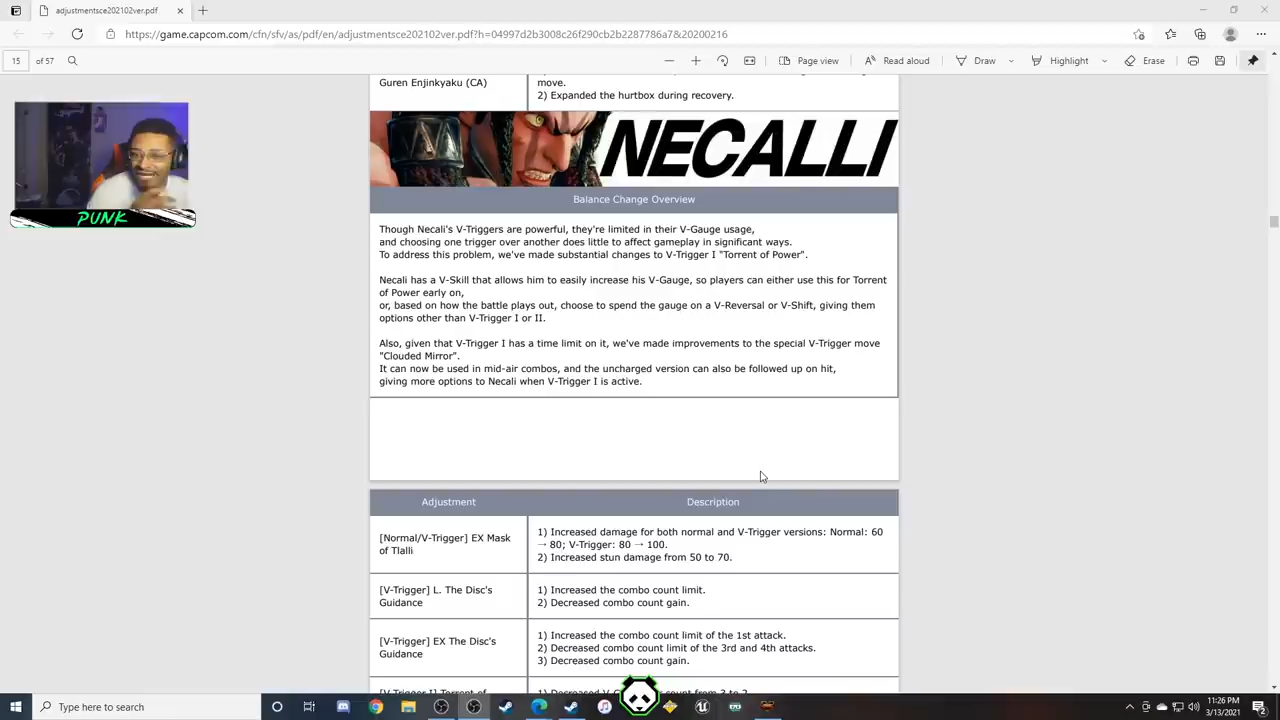 adjustmentsce202102ver.pdf
https://game.capcom.com/cfn/sfv/as/pdf/en/adjustmentsce202102ver.pdf?h=04997d2b3008c26f290cb2b2287786a7&20200216
15 of 57
Page view
Read aloud
Draw
Highlight
Erase
Guren Enjinkyaku (CA)
move.
2) Expanded the hurtbox during recovery.
NECALLI
PUNK
Balance Change Overview
Though Necali's V-Triggers are powerful, they're limited in their V-Gauge usage,
and choosing one trigger over another does little to affect gameplay in significant ways.
To address this problem, we've made substantial changes to V-Trigger I "Torrent of Power".
Necali has a V-Skill that allows him to easily increase his V-Gauge, so players can either use this for Torrent
of Power early on,
or, based on how the battle plays out, choose to spend the gauge on a V-Reversal or V-Shift, giving them
options other than V-Trigger I or II.
Also, given that V-Trigger I has a time limit on it, we've made improvements to the special V-Trigger move
"Clouded Mirror".
It can now be used in mid-air combos, and the uncharged version can also be followed up on hit,
giving more options to Necali when V-Trigger I is active.
Adjustment
Description
[Normal/V-Trigger] EX Mask
of Tlalli
1) Increased damage for both normal and V-Trigger versions: Normal: 60
→ 80; V-Trigger: 80 → 100.
2) Increased stun damage from 50 to 70.
[V-Trigger] L. The Disc's
Guidance
1) Increased the combo count limit.
2) Decreased combo count gain.
[V-Trigger] EX The Disc's
Guidance
1) Increased the combo count limit of the 1st attack.
2) Decreased combo count limit of the 3rd and 4th attacks.
3) Decreased combo count gain.
Type here to search
11:26 PM
3/13/2021